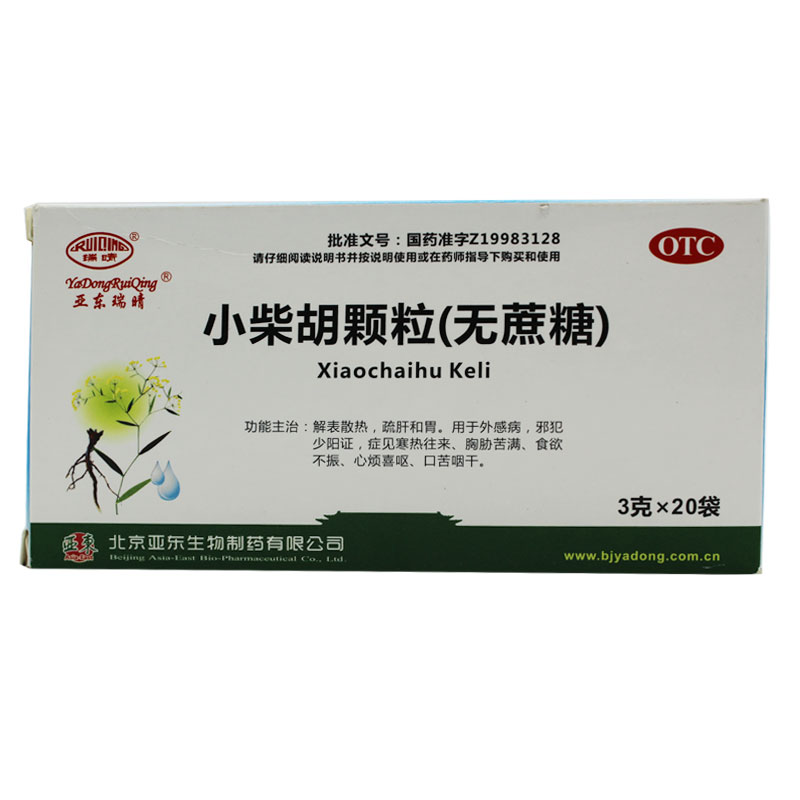 RUIQING®
瑞晴
YaDongRuiQing®
亚东瑞晴
批准文号：国药准字Z19983128
请仔细阅读说明书并按说明使用或在药师指导下购买和使用
OTC
小柴胡颗粒(无蔗糖)
Xiaochaihu Keli
功能主治：解表散热，疏肝和胃。用于外感病，邪犯
少阳证，症见寒热往来、胸胁苦满、食欲
不振、心烦喜呕、口苦咽干。
3克×20袋
亚东
Asia-East
北京亚东生物制药有限公司
Beijing Asia-East Bio-Pharmaceutical Co., Ltd.
www.bjyadong.com.cn